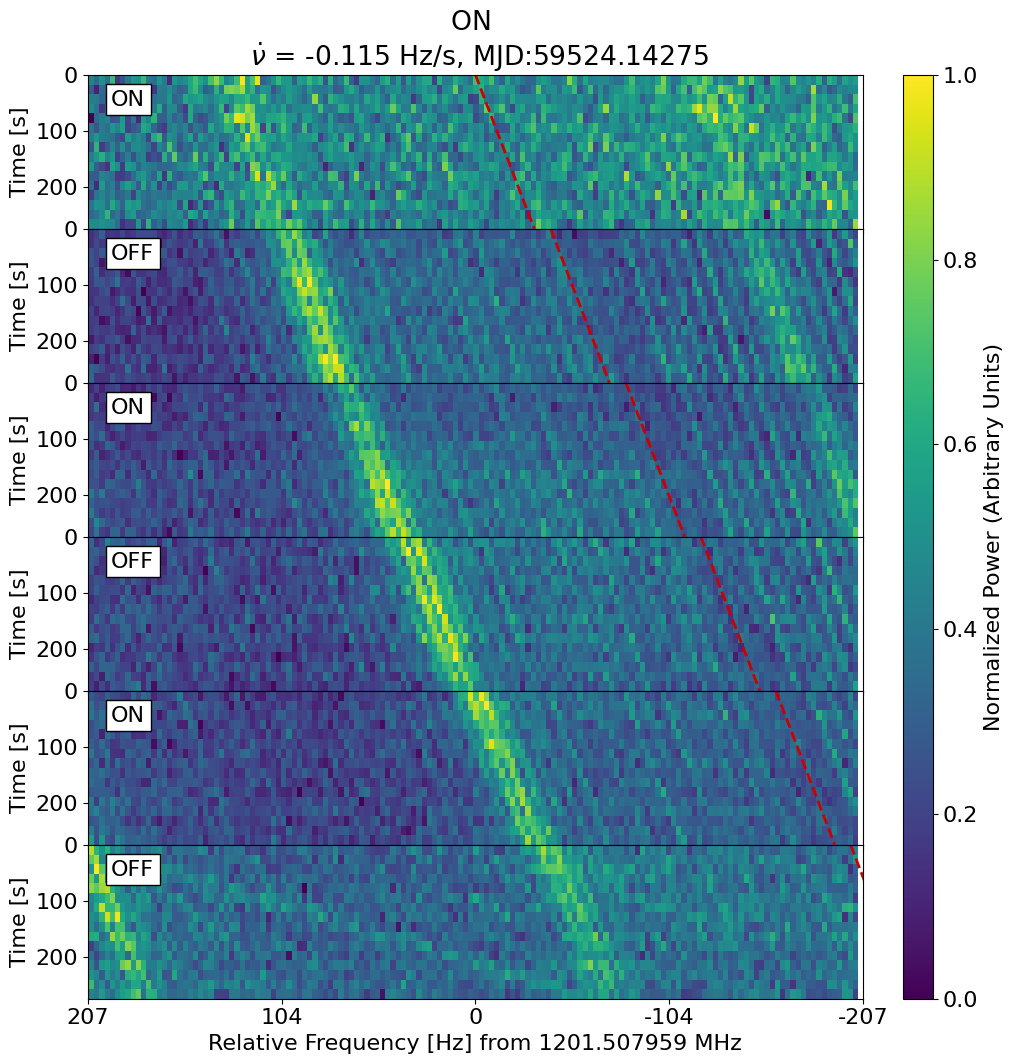 ON
ν̇ = -0.115 Hz/s, MJD:59524.14275
0
ON
100
Time [s]
200
0
OFF
100
Time [s]
200
0
ON
100
Time [s]
200
0
OFF
100
Time [s]
200
0
ON
100
Time [s]
200
0
OFF
100
Time [s]
200
207 104 0 -104 -207
Relative Frequency [Hz] from 1201.507959 MHz
1.0
0.8
0.6
0.4
0.2
0.0
Normalized Power (Arbitrary Units)